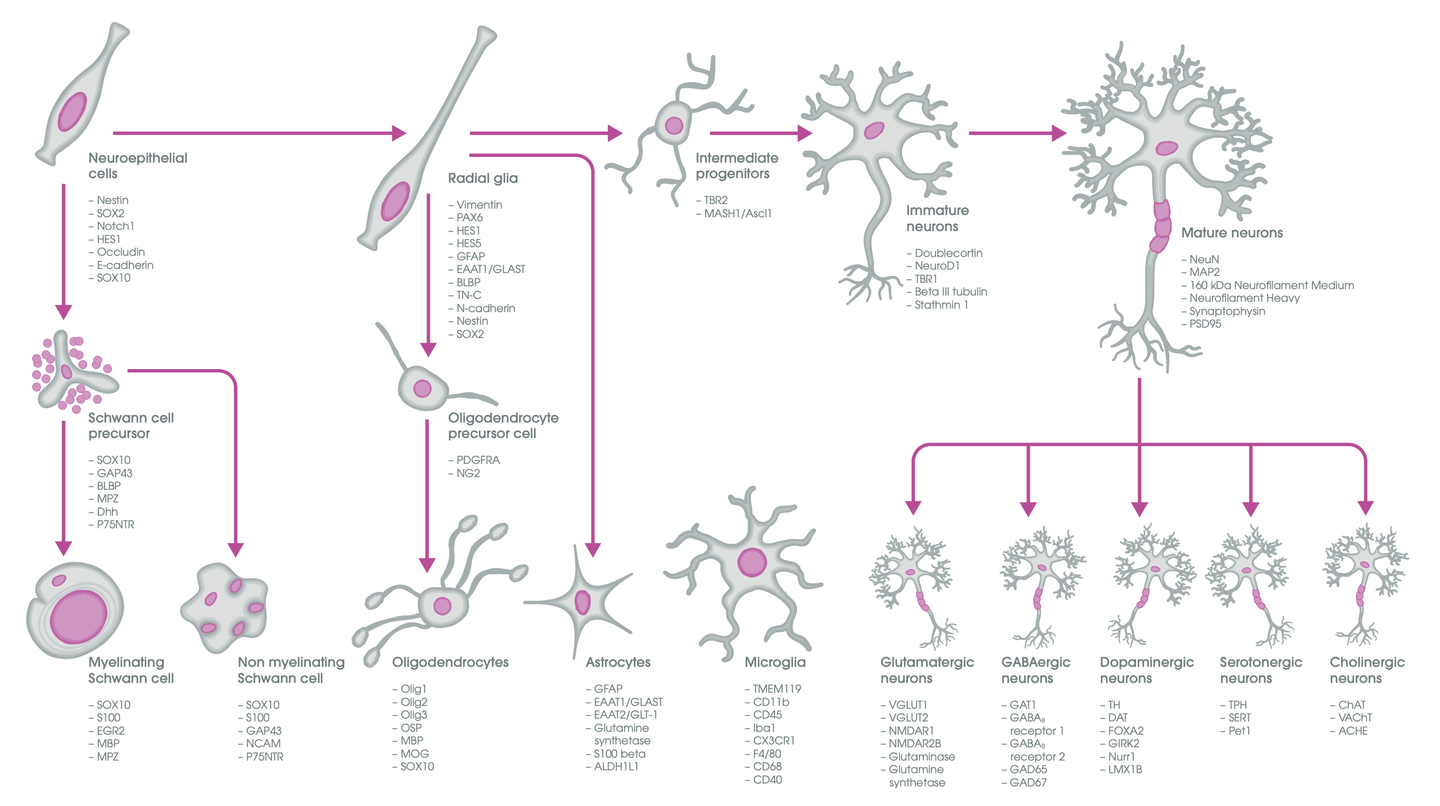 Neuroepithelial
cells
– Nestin
– SOX2
– Notch1
– HES1
– Occludin
– E-cadherin
– SOX10
Radial glia
– Vimentin
– PAX6
– HES1
– HES5
– GFAP
– EAAT1/GLAST
– BLBP
– TN-C
– N-cadherin
– Nestin
– SOX2
Intermediate
progenitors
– TBR2
– MASH1/Ascl1
Immature
neurons
– Doublecortin
– NeuroD1
– TBR1
– Beta III tubulin
– Stathmin 1
Mature neurons
– NeuN
– MAP2
– 160 kDa Neurofilament Medium
– Neurofilament Heavy
– Synaptophysin
– PSD95
Schwann cell
precursor
– SOX10
– GAP43
– BLBP
– MPZ
– Dhh
– P75NTR
Oligodendrocyte
precursor cell
– PDGFRA
– NG2
Myelinating
Schwann cell
– SOX10
– S100
– EGR2
– MBP
– MPZ
Non myelinating
Schwann cell
– SOX10
– S100
– GAP43
– NCAM
– P75NTR
Oligodendrocytes
– Olig1
– Olig2
– Olig3
– OSP
– MBP
– MOG
– SOX10
Astrocytes
– GFAP
– EAAT1/GLAST
– EAAT2/GLT-1
– Glutamine
synthetase
– S100 beta
– ALDH1L1
Microglia
– TMEM119
– CD11b
– CD45
– Iba1
– CX3CR1
– F4/80
– CD68
– CD40
Glutamatergic
neurons
– VGLUT1
– VGLUT2
– NMDAR1
– NMDAR2B
– Glutaminase
– Glutamine
synthetase
GABAergic
neurons
– GAT1
– GABA_B
receptor 1
– GABA_B
receptor 2
– GAD65
– GAD67
Dopaminergic
neurons
– TH
– DAT
– FOXA2
– GIRK2
– Nurr1
– LMX1B
Serotonergic
neurons
– TPH
– SERT
– Pet1
Cholinergic
neurons
– ChAT
– VAChT
– ACHE